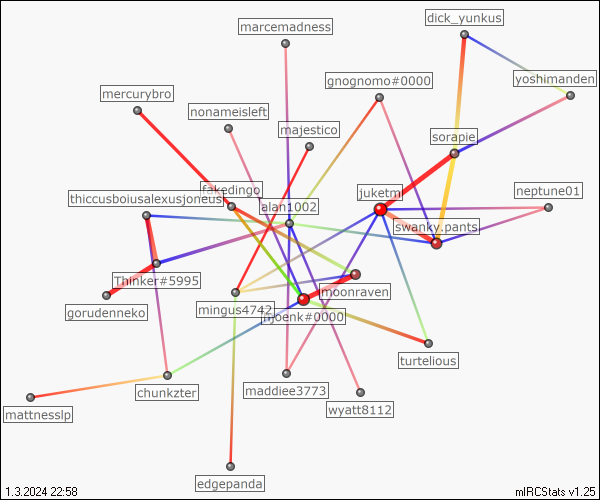 dick_yunkus
marcemadness
gnognomo#0000
yoshimanden
mercurybro
nonameisleft
majestico
sorapie
fakedingo
juketm
neptune01
thiccusboiusalexusjoneus
alan1002
swanky.pants
Thinker#5995
moonraven
gorudenneko
mingus4742
njoenk#0000
turtelious
chunkzter
maddiee3773
wyatt8112
mattnesslp
edgepanda
1.3.2024 22:58
mIRCStats v1.25